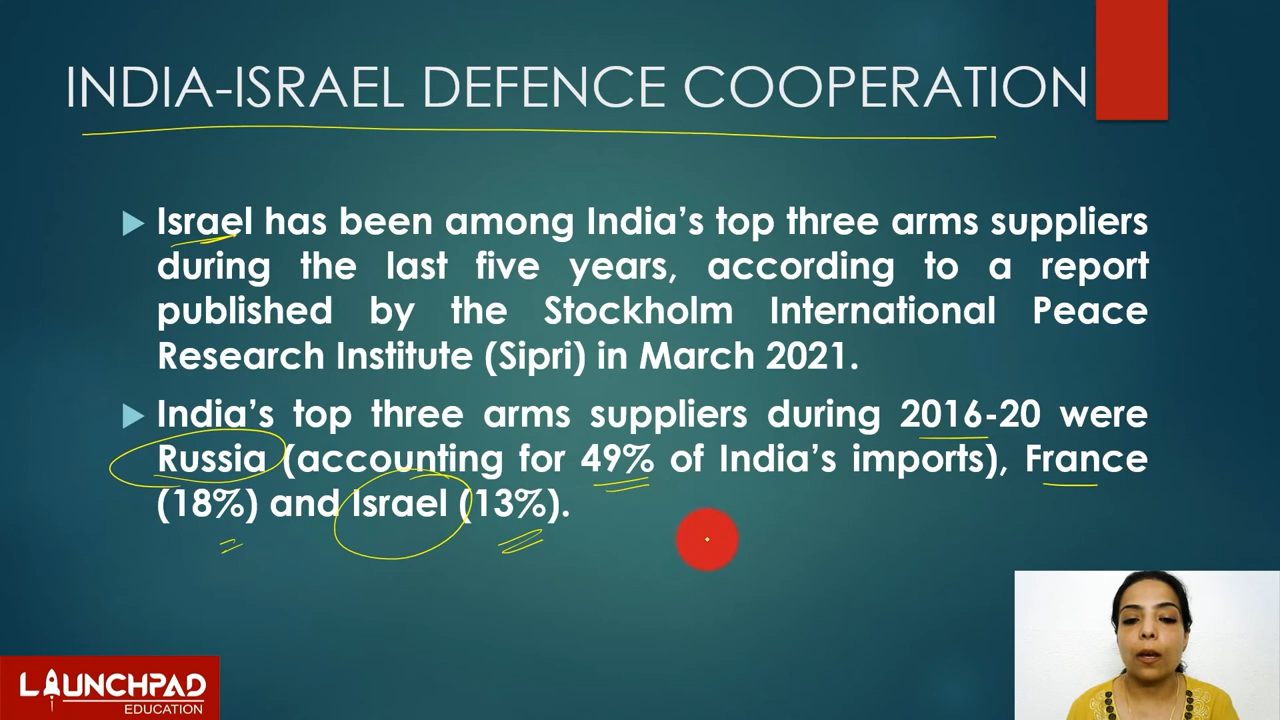 INDIA-ISRAEL DEFENCE COOPERATION
Israel has been among India’s top three arms suppliers
during the last five years, according to a report
published by the Stockholm International Peace
Research Institute (Sipri) in March 2021.
India’s top three arms suppliers during 2016-20 were
Russia (accounting for 49% of India’s imports), France
(18%) and Israel (13%).
LAUNCHPAD
EDUCATION